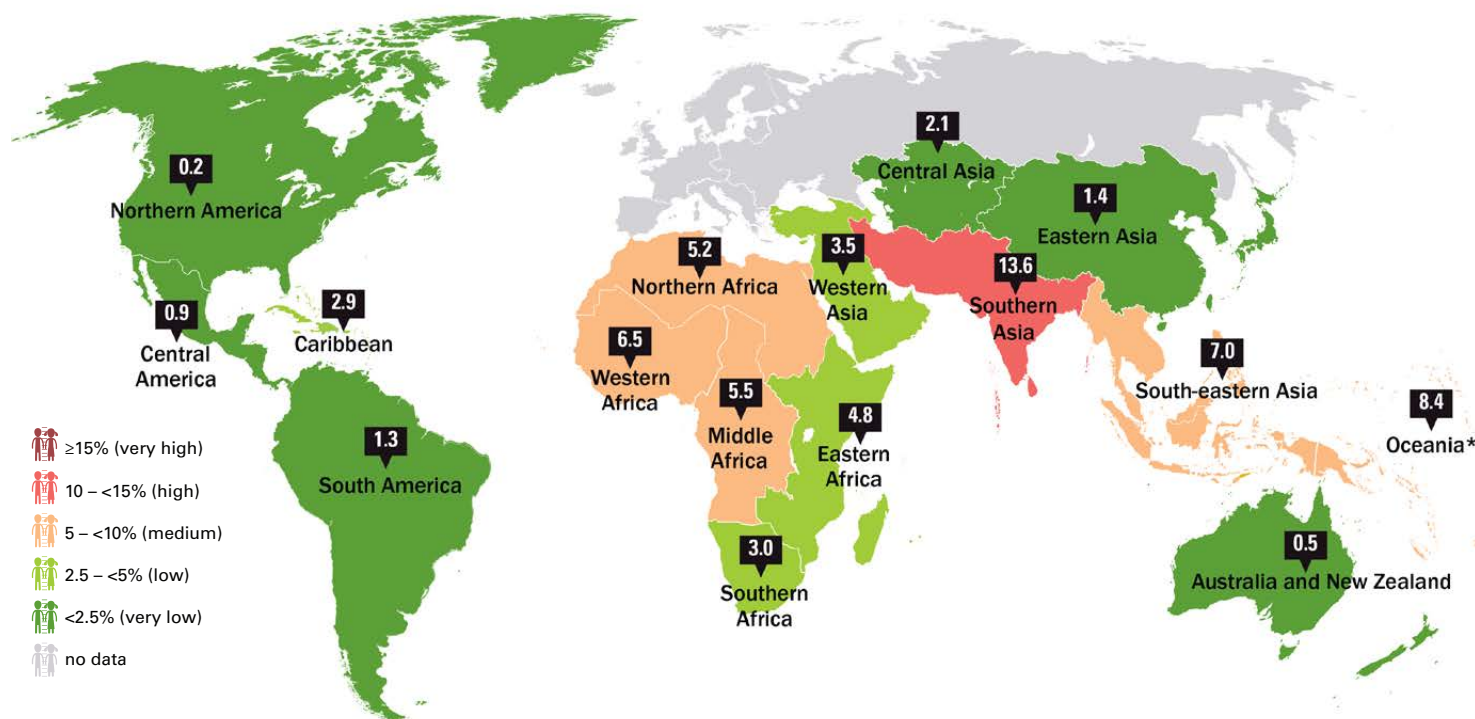 0.2
Northern America
0.9
Central
America
2.9
Caribbean
1.3
South America
5.2
Northern Africa
6.5
Western
Africa
5.5
Middle
Africa
4.8
Eastern
Africa
3.0
Southern
Africa
3.5
Western
Asia
2.1
Central Asia
1.4
Eastern Asia
13.6
Southern
Asia
7.0
South-eastern Asia
8.4
Oceania*
0.5
Australia and New Zealand
≥15% (very high)
10 – <15% (high)
5 – <10% (medium)
2.5 – <5% (low)
<2.5% (very low)
no data